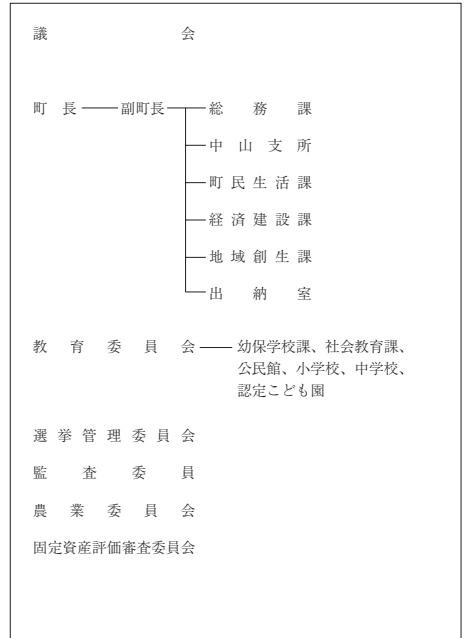 議会
町長 副町長 総務課
中山支所
町民生活課
経済建設課
地域創生課
出納室
教育委員会 幼保学校課、社会教育課、
公民館、小学校、中学校、
認定こども園
選挙管理委員会
監査委員
農業委員会
固定資産評価審査委員会